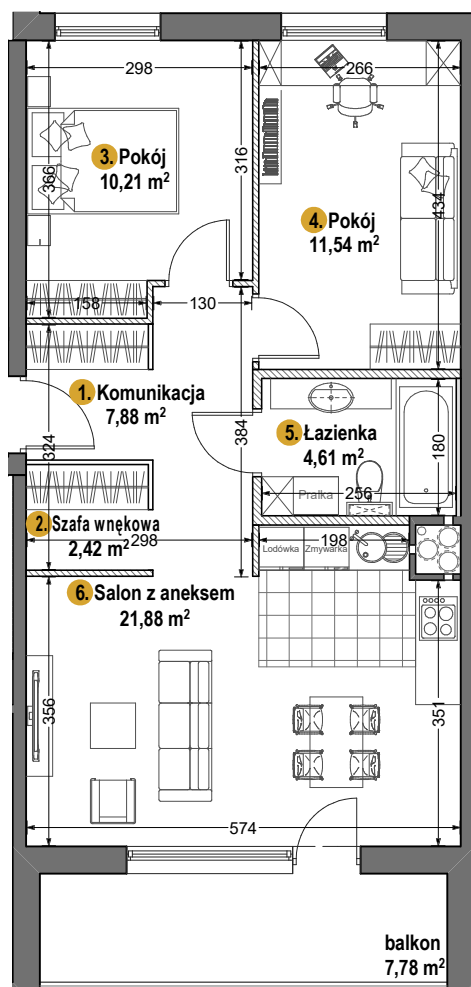 298
266
3. Pokój
10,21 m²
366
316
434
4. Pokój
11,54 m²
158
130
1. Komunikacja
7,88 m²
324
384
5. Łazienka
4,61 m²
180
Pralka
256
2. Szafa wnękowa
2,42 m²
298
Lodówka
Zmywarka
198
6. Salon z aneksem
21,88 m²
356
351
574
balkon
7,78 m²